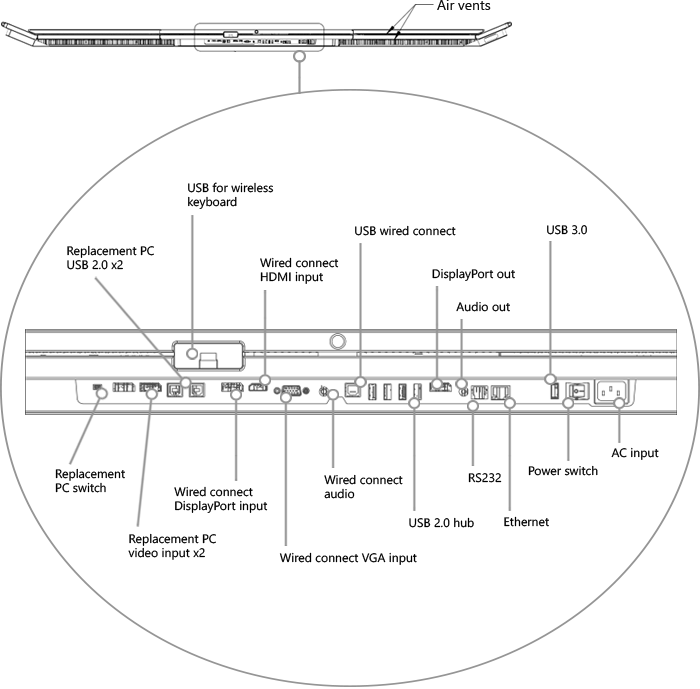 Air vents
USB for wireless
keyboard
Replacement PC
USB 2.0 x2
Wired connect
HDMI input
USB wired connect
DisplayPort out
Audio out
USB 3.0
Replacement
PC switch
Replacement PC
video input x2
Wired connect
DisplayPort input
Wired connect VGA input
Wired connect
audio
USB 2.0 hub
RS232
Ethernet
Power switch
AC input